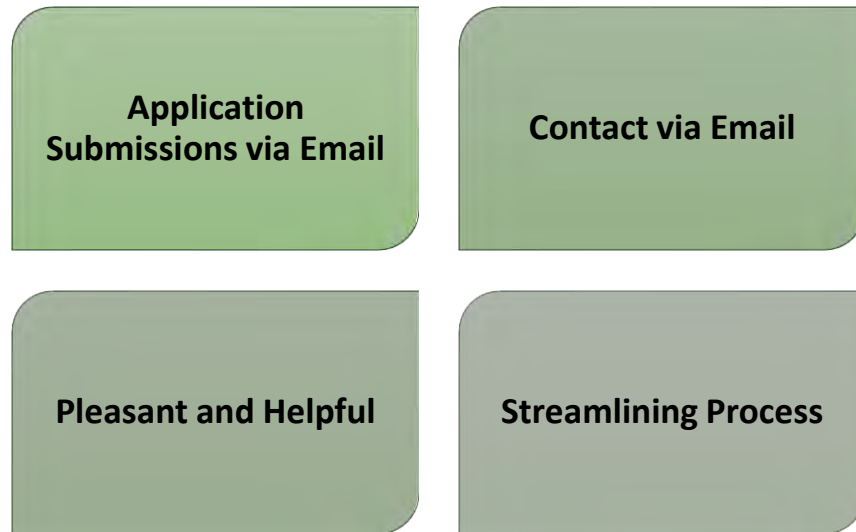 Application
Submissions via Email
Contact via Email
Pleasant and Helpful
Streamlining Process